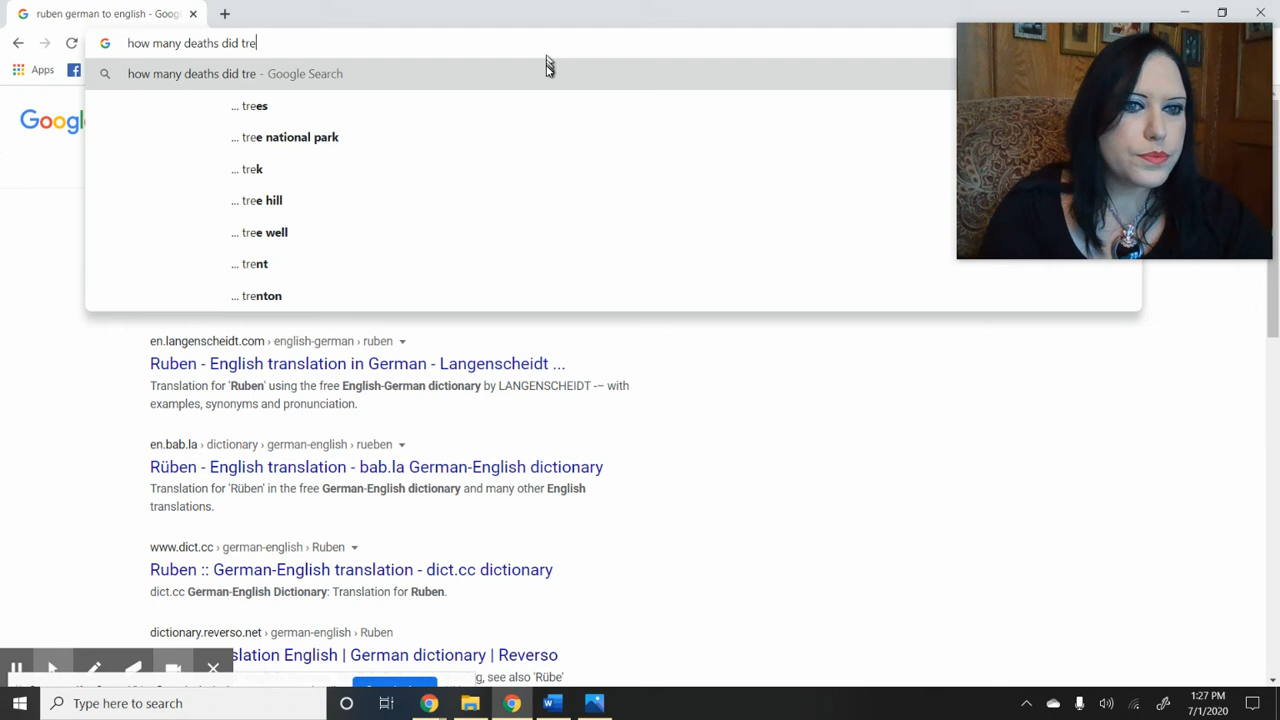 ruben german to english - Goog
how many deaths did tre
Apps
how many deaths did tre - Google Search
... trees
Googl
... tree national park
... trek
... tree hill
... tree well
... trent
... trenton
en.langenscheidt.com › english-german › ruben
Ruben - English translation in German - Langenscheidt ...
Translation for 'Ruben' using the free English-German dictionary by LANGENSCHEIDT -– with
examples, synonyms and pronunciation.
en.bab.la › dictionary › german-english › rueben
Rüben - English translation - bab.la German-English dictionary
Translation for 'Rüben' in the free German-English dictionary and many other English
translations.
www.dict.cc › german-english › Ruben
Ruben :: German-English translation - dict.cc dictionary
dict.cc German-English Dictionary: Translation for Ruben.
dictionary.reverso.net › german-english › Ruben
slation English | German dictionary | Reverso
g, see also 'Rübe'
Type here to search
1:27 PM
7/1/2020